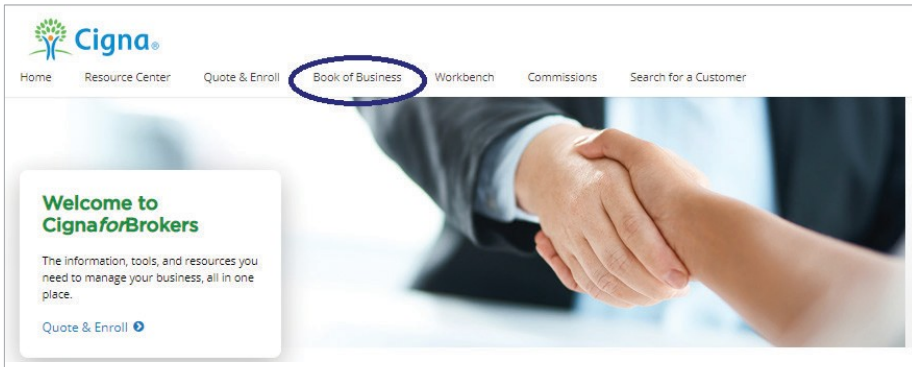 Cigna®
Home Resource Center Quote & Enroll Book of Business Workbench Commissions Search for a Customer
Welcome to
CignaforBrokers
The information, tools, and resources you
need to manage your business, all in one
place.
Quote & Enroll